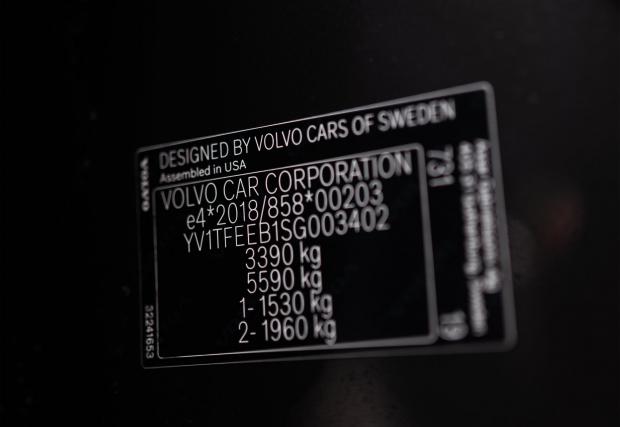 DESIGNED BY VOLVO CARS OF SWEDEN
Assembled in USA
VOLVO
VOLVO CAR CORPORATION
e4*2018/858*00203
YV1TFEEB1SG003402
3390 kg
5590 kg
1- 1530 kg
2- 1960 kg
32241653
731
19